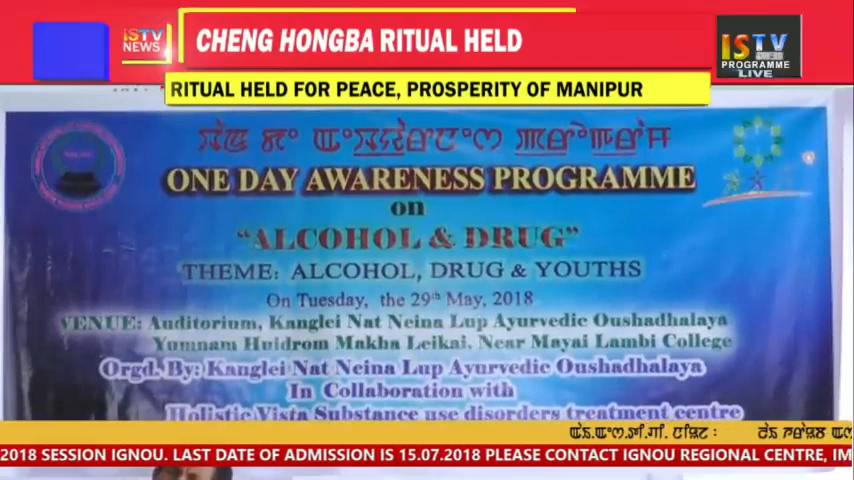 iSTV
NEWS
CHENG HONGBA RITUAL HELD
ISTV
PROGRAMME
LIVE
RITUAL HELD FOR PEACE, PROSPERITY OF MANIPUR
ONE DAY AWARENESS PROGRAMME
on
"ALCOHOL & DRUG"
THEME: ALCOHOL, DRUG & YOUTHS
On Tuesday, the 29th May, 2018
VENUE: Auditorium, Kanglei Nat Neina Lup Ayurvedic Oushadhalaya
Yumnam Huidrom Makha Leikai, Near Mayai Lambi College
Orgd. By: Kanglei Nat Neina Lup Ayurvedic Oushadhalaya
In Collaboration with
Holistic Vista Substance use disorders treatment centre
2018 SESSION IGNOU. LAST DATE OF ADMISSION IS 15.07.2018 PLEASE CONTACT IGNOU REGIONAL CENTRE, IM